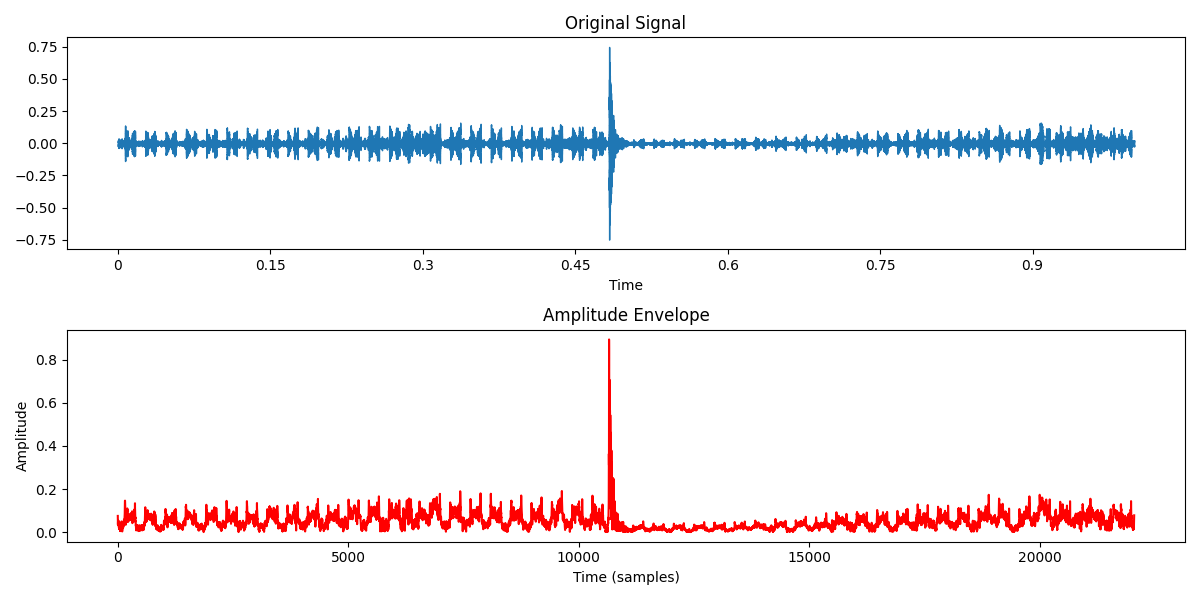 Original Signal
0.75
0.50
0.25
0.00
−0.25
−0.50
−0.75
0 0.15 0.3 0.45 0.6 0.75 0.9
Time
Amplitude Envelope
Amplitude
0.8
0.6
0.4
0.2
0.0
0 5000 10000 15000 20000
Time (samples)